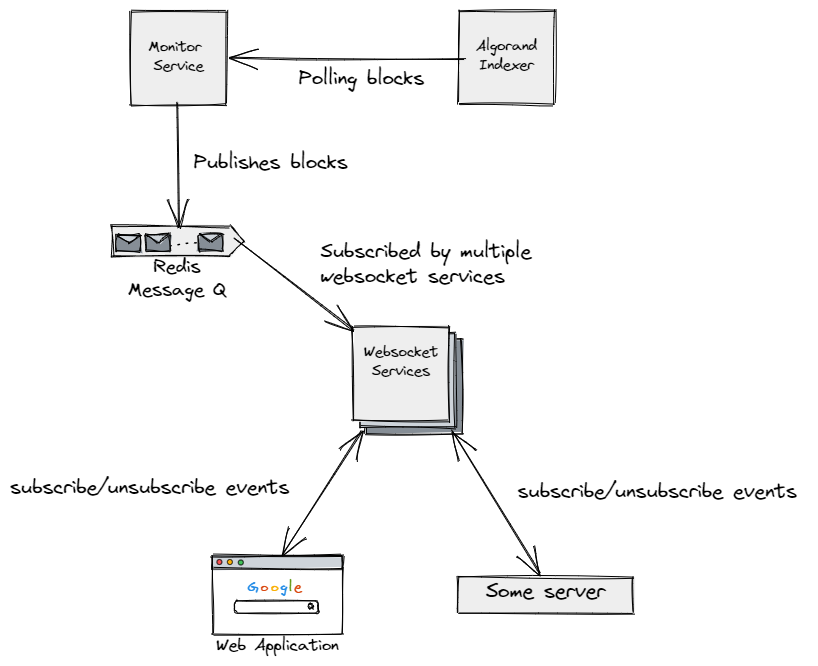 Monitor
Service
Algorand
Indexer
Polling blocks
Publishes blocks
Redis
Message Q
Subscribed by multiple
websocket services
Websocket
Services
subscribe/unsubscribe events
subscribe/unsubscribe events
Google
Web Application
Some server